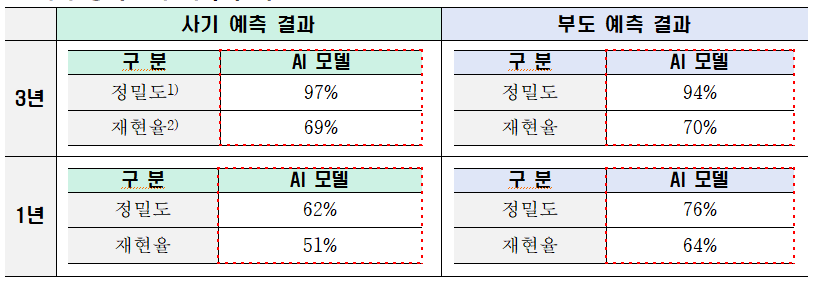 사기 예측 결과 부도 예측 결과
3년
구 분 AI 모델 구 분 AI 모델
정밀도1) 97% 정밀도 94%
재현율2) 69% 재현율 70%
1년
구 분 AI 모델 구 분 AI 모델
정밀도 62% 정밀도 76%
재현율 51% 재현율 64%